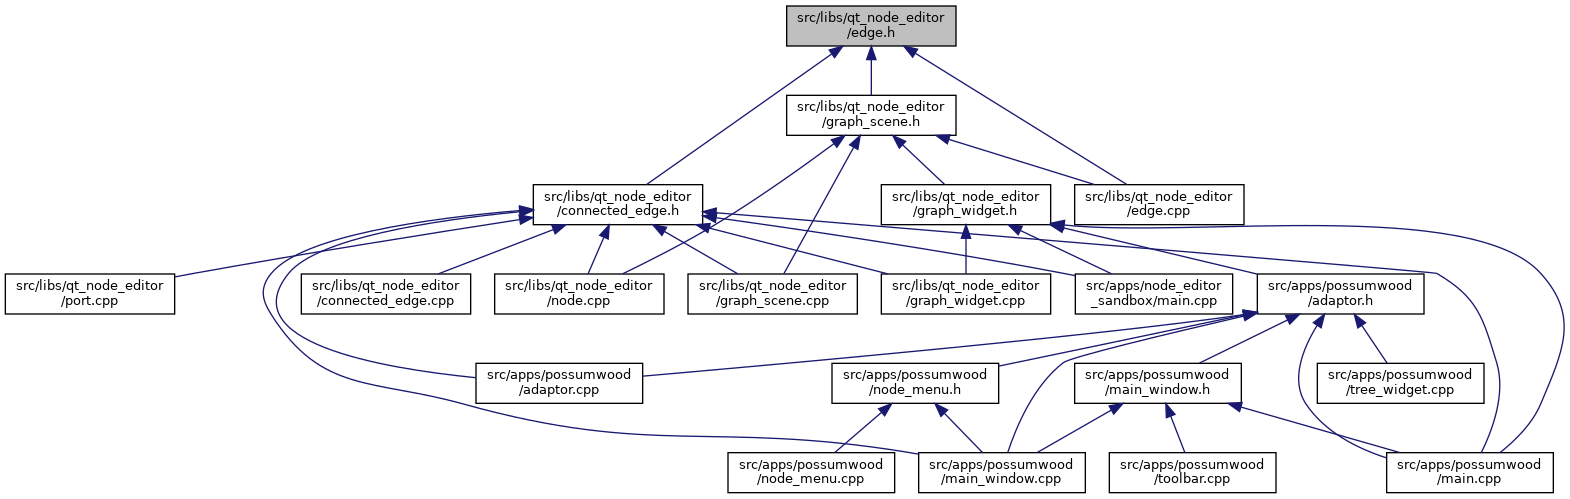 src/libs/qt_node_editor
/edge.h
src/libs/qt_node_editor
/graph_scene.h
src/libs/qt_node_editor
/connected_edge.h
src/libs/qt_node_editor
/graph_widget.h
src/libs/qt_node_editor
/edge.cpp
src/libs/qt_node_editor
/port.cpp
src/libs/qt_node_editor
/connected_edge.cpp
src/libs/qt_node_editor
/node.cpp
src/libs/qt_node_editor
/graph_scene.cpp
src/libs/qt_node_editor
/graph_widget.cpp
src/apps/node_editor
_sandbox/main.cpp
src/apps/possumwood
/adaptor.h
src/apps/possumwood
/adaptor.cpp
src/apps/possumwood
/node_menu.h
src/apps/possumwood
/main_window.h
src/apps/possumwood
/tree_widget.cpp
src/apps/possumwood
/node_menu.cpp
src/apps/possumwood
/main_window.cpp
src/apps/possumwood
/toolbar.cpp
src/apps/possumwood
/main.cpp